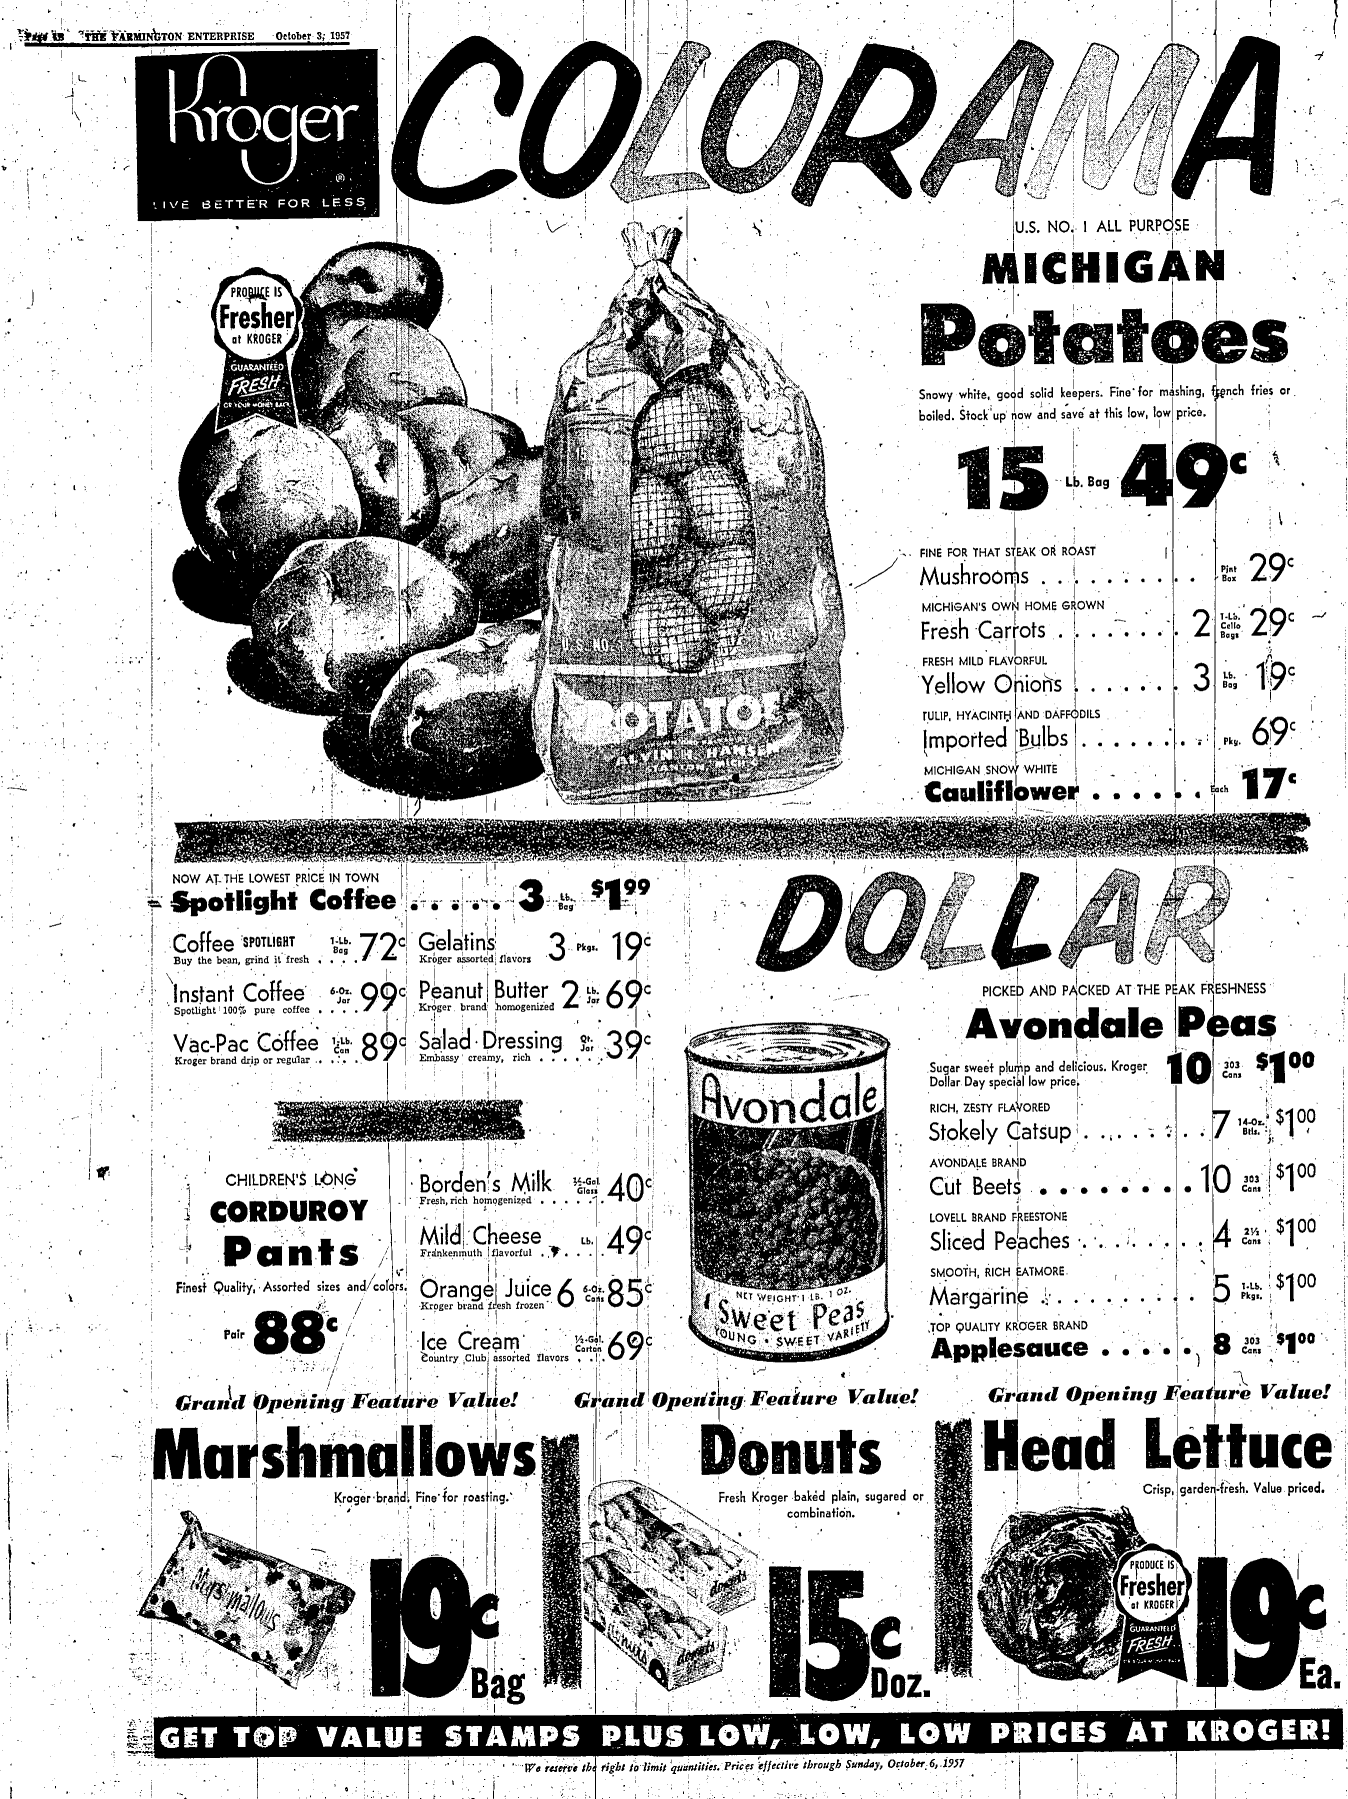 THE FARMINGTON ENTERPRISE October 3, 1957
Kroger
®
LIVE BETTER FOR LESS
COLORAMA
PRODUCE IS
Fresher
at KROGER
GUARANTEED
FRESH
OR YOUR MONEY BACK
U.S. NO.
POTATOE
ALVIN R. HANSEN
U.S. NO. 1 ALL PURPOSE
MICHIGAN
Potatoes
Snowy white, good solid keepers. Fine for mashing, french fries or
boiled. Stock up now and save at this low, low price.
15 Lb. Bag 49c
FINE FOR THAT STEAK OR ROAST
Mushrooms . . . . . . . . . . Pint Box 29c
MICHIGAN'S OWN HOME GROWN
Fresh Carrots . . . . . . . . 2 1-Lb. Cello Bags 29c
FRESH MILD FLAVORFUL
Yellow Onions . . . . . . . 3 Lb. Bag 19c
TULIP, HYACINTH AND DAFFODILS
Imported Bulbs . . . . . . . . Pkg. 69c
MICHIGAN SNOW WHITE
Cauliflower . . . . . . Each 17c
NOW AT THE LOWEST PRICE IN TOWN
Spotlight Coffee . . . . . 3 Lb. Bag $1.99
Coffee SPOTLIGHT 1-Lb. Bag 72c
Buy the bean, grind it fresh . . . .
Instant Coffee 6-Oz. Jar 99c
Spotlight 100% pure coffee . . . .
Vac-Pac Coffee Lb. Can 89c
Kroger brand drip or regular . . . .
Gelatins 3 Pkgs. 19c
Kroger assorted flavors
Peanut Butter 2 Lb. Jar 69c
Kroger brand homogenized
Salad Dressing Qt. Jar 39c
Embassy creamy, rich . . . . . .
CHILDREN'S LONG
CORDUROY
Pants
Finest Quality, Assorted sizes and colors.
Pair 88c
Borden's Milk ½-Gal. Glass 40c
Fresh, rich homogenized . . . . . .
Mild Cheese Lb. 49c
Frankenmuth flavorful . . . . .
Orange Juice 6 6-Oz. Cans 85c
Kroger brand fresh frozen
Ice Cream ½-Gal. Carton 69c
Country Club assorted flavors . . . .
DOLLAR
Avondale
NET WEIGHT 1 LB. 1 OZ.
Sweet Peas
YOUNG • SWEET VARIETY
PICKED AND PACKED AT THE PEAK FRESHNESS
Avondale Peas
Sugar sweet plump and delicious. Kroger
Dollar Day special low price.
10 303 Cans $1.00
RICH, ZESTY FLAVORED
Stokely Catsup . . . . . . . . 7 14-Oz. Btls. $1.00
AVONDALE BRAND
Cut Beets . . . . . . . . 10 303 Cans $1.00
LOVELL BRAND FREESTONE
Sliced Peaches . . . . . . . . 4 2½ Cans $1.00
SMOOTH, RICH EATMORE
Margarine . . . . . . . . . . 5 1-Lb. Pkgs. $1.00
TOP QUALITY KROGER BRAND
Applesauce . . . . . 8 303 Cans $1.00
Grand Opening Feature Value!
Marshmallows
Kroger brand. Fine for roasting.
Marshmallows
19c
Bag
Grand Opening Feature Value!
Donuts
Fresh Kroger baked plain, sugared or
combination.
donuts
donuts
donuts
15c
Doz.
Grand Opening Feature Value!
Head Lettuce
Crisp, garden-fresh. Value priced.
PRODUCE IS
Fresher
at KROGER
GUARANTEED
FRESH
19c
Ea.
GET TOP VALUE STAMPS PLUS LOW, LOW, LOW PRICES AT KROGER!
We reserve the right to limit quantities. Prices effective through Sunday, October 6, 1957